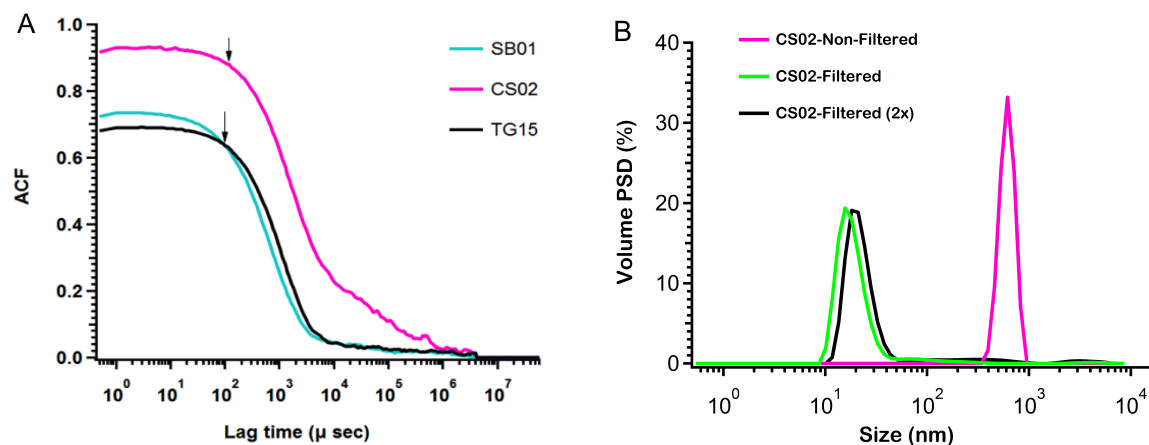 A
ACF
1.0
0.8
0.6
0.4
0.2
0.0
SB01
CS02
TG15
10^0 10^1 10^2 10^3 10^4 10^5 10^6 10^7
Lag time (μ sec)
B
Volume PSD (%)
40
30
20
10
0
CS02-Non-Filtered
CS02-Filtered
CS02-Filtered (2x)
10^0 10^1 10^2 10^3 10^4
Size (nm)